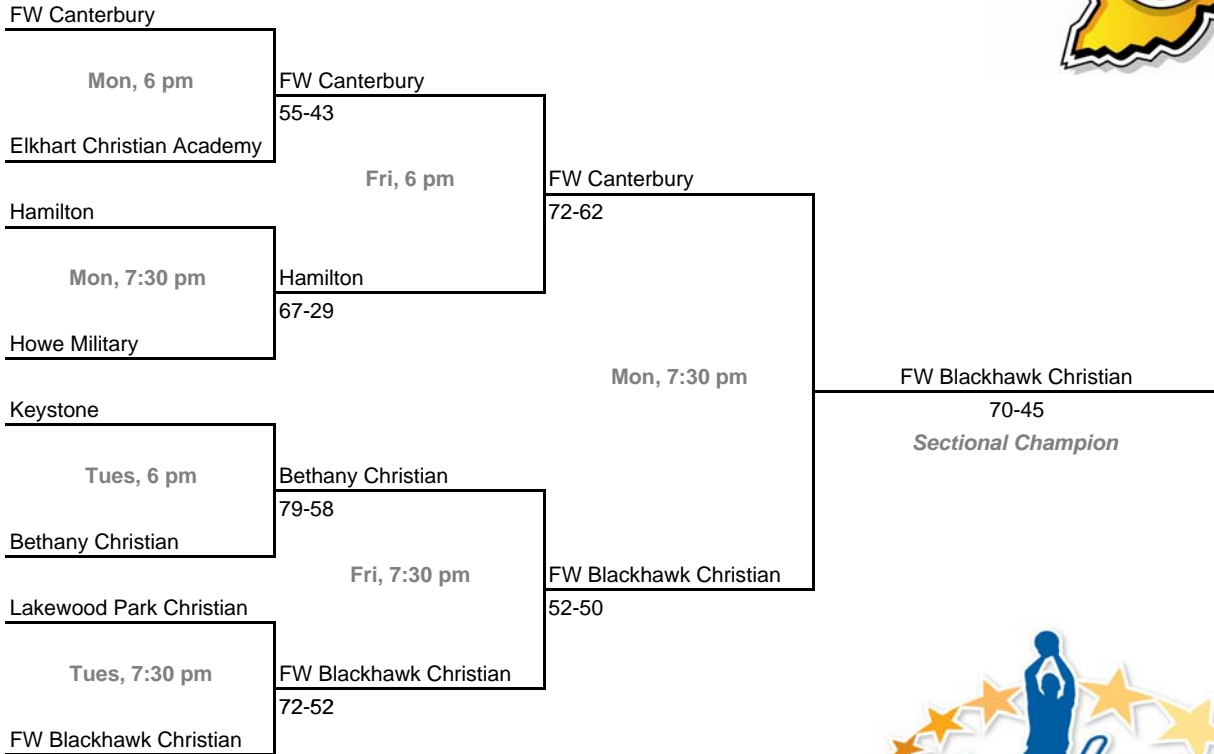 FW Canterbury
Mon, 6 pm
FW Canterbury
55-43
Elkhart Christian Academy
Fri, 6 pm
FW Canterbury
Hamilton
72-62
Mon, 7:30 pm
Hamilton
67-29
Howe Military
Mon, 7:30 pm
FW Blackhawk Christian
Keystone
70-45
Sectional Champion
Tues, 6 pm
Bethany Christian
79-58
Bethany Christian
Fri, 7:30 pm
FW Blackhawk Christian
Lakewood Park Christian
52-50
Tues, 7:30 pm
FW Blackhawk Christian
72-52
FW Blackhawk Christian